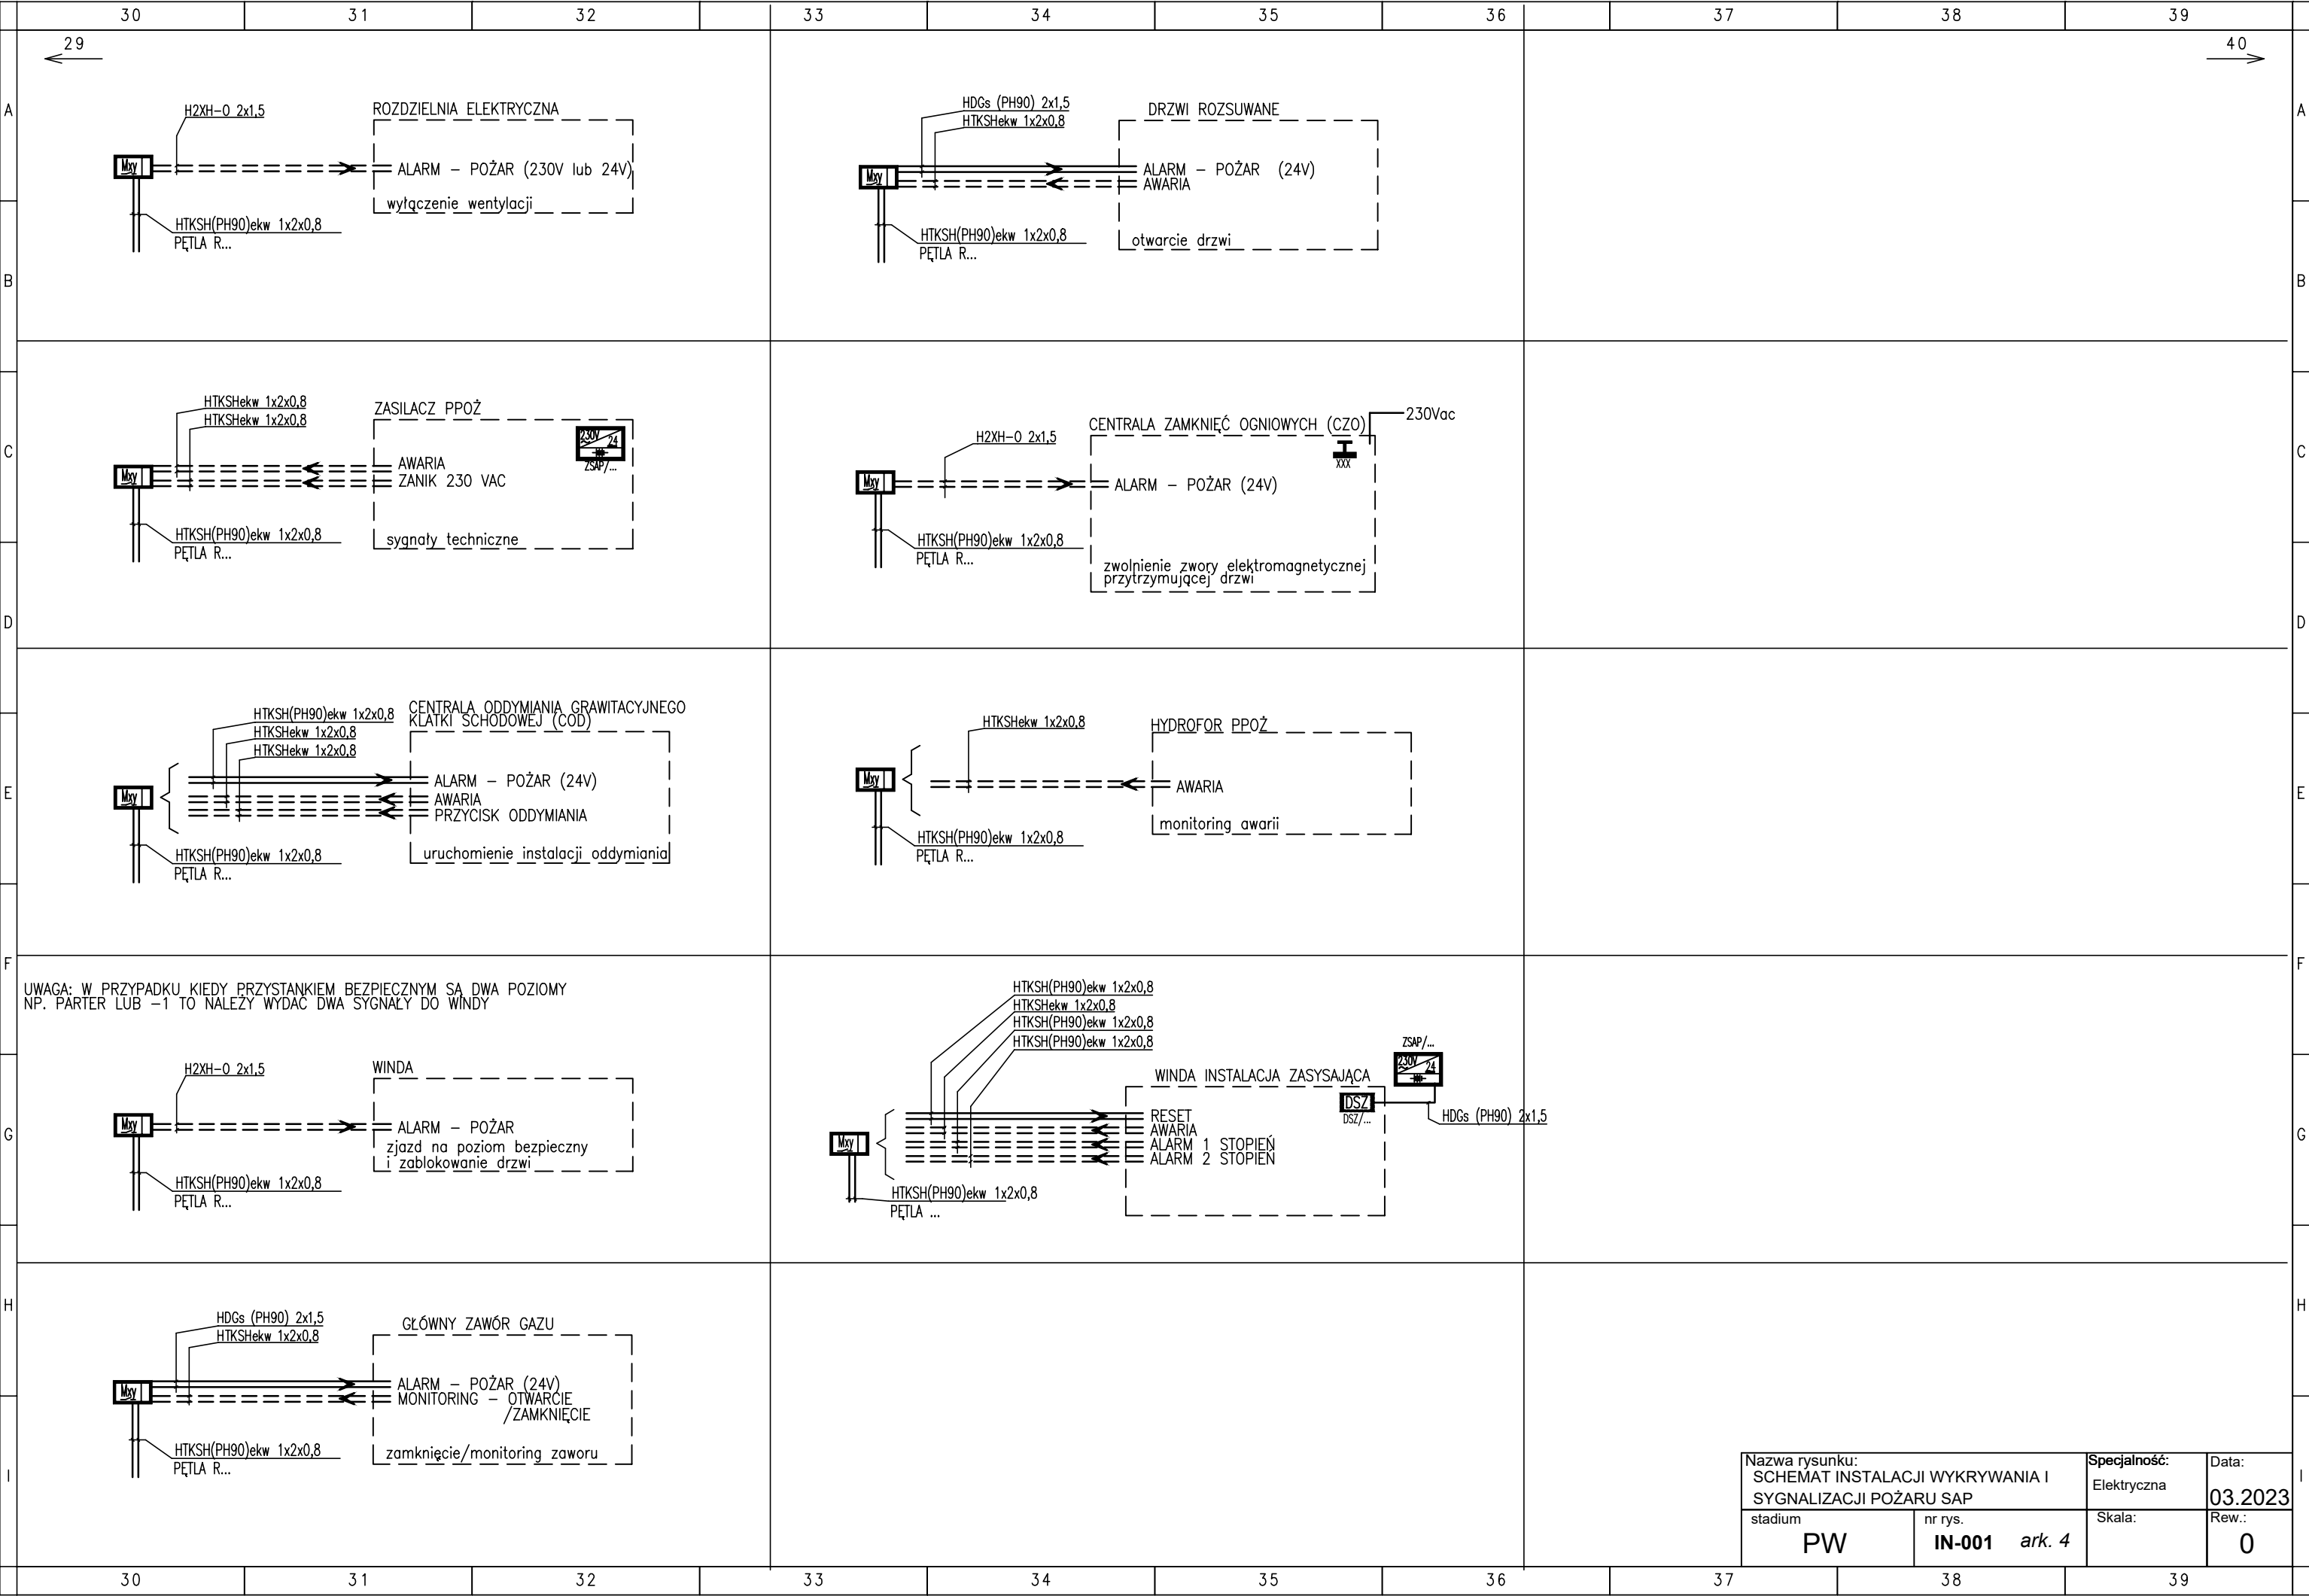 30 31 32 33 34 35 36 37 38 39
29
40
A
A
H2XH-O 2x1,5
ROZDZIELNIA ELEKTRYCZNA
Mxy
ALARM – POŻAR (230V lub 24V)
wyłączenie wentylacji
HTKSH(PH90)ekw 1x2x0,8
PĘTLA R...
HDGs (PH90) 2x1,5
HTKSHekw 1x2x0,8
DRZWI ROZSUWANE
Mxy
ALARM – POŻAR (24V)
AWARIA
HTKSH(PH90)ekw 1x2x0,8
PĘTLA R...
otwarcie drzwi
B
B
HTKSHekw 1x2x0,8
HTKSHekw 1x2x0,8
ZASILACZ PPOŻ
230V
24
ZSAP/...
C
C
Mxy
AWARIA
ZANIK 230 VAC
HTKSH(PH90)ekw 1x2x0,8
PĘTLA R...
sygnały techniczne
230Vac
CENTRALA ZAMKNIĘĆ OGNIOWYCH (CZO)
H2XH-O 2x1,5
XXX
Mxy
ALARM – POŻAR (24V)
HTKSH(PH90)ekw 1x2x0,8
PĘTLA R...
zwolnienie zwory elektromagnetycznej
przytrzymującej drzwi
D
D
HTKSH(PH90)ekw 1x2x0,8
HTKSHekw 1x2x0,8
HTKSHekw 1x2x0,8
CENTRALA ODDYMIANIA GRAWITACYJNEGO
KLATKI SCHODOWEJ (COD)
Mxy
ALARM – POŻAR (24V)
AWARIA
PRZYCISK ODDYMIANIA
HTKSH(PH90)ekw 1x2x0,8
PĘTLA R...
uruchomienie instalacji oddymiania
E
E
HTKSHekw 1x2x0,8
HYDROFOR PPOŻ
Mxy
AWARIA
monitoring awarii
HTKSH(PH90)ekw 1x2x0,8
PĘTLA R...
F
F
UWAGA: W PRZYPADKU KIEDY PRZYSTANKIEM BEZPIECZNYM SĄ DWA POZIOMY
NP. PARTER LUB -1 TO NALEŻY WYDAĆ DWA SYGNAŁY DO WINDY
H2XH-O 2x1,5
WINDA
Mxy
ALARM – POŻAR
zjazd na poziom bezpieczny
i zablokowanie drzwi
HTKSH(PH90)ekw 1x2x0,8
PĘTLA R...
HTKSH(PH90)ekw 1x2x0,8
HTKSHekw 1x2x0,8
HTKSH(PH90)ekw 1x2x0,8
HTKSH(PH90)ekw 1x2x0,8
ZSAP/...
230V
24
WINDA INSTALACJA ZASYSAJĄCA
DSZ
DSZ/...
HDGs (PH90) 2x1,5
Mxy
RESET
AWARIA
ALARM 1 STOPIEŃ
ALARM 2 STOPIEŃ
HTKSH(PH90)ekw 1x2x0,8
PĘTLA ...
G
G
H
H
HDGs (PH90) 2x1,5
HTKSHekw 1x2x0,8
GŁÓWNY ZAWÓR GAZU
Mxy
ALARM – POŻAR (24V)
MONITORING – OTWARCIE
/ZAMKNIĘCIE
HTKSH(PH90)ekw 1x2x0,8
PĘTLA R...
zamknięcie/monitoring zaworu
I
I
Nazwa rysunku:
SCHEMAT INSTALACJI WYKRYWANIA I
SYGNALIZACJI POŻARU SAP
Specjalność:
Elektryczna
Data:
03.2023
stadium
PW
nr rys.
IN-001 ark. 4
Skala:
Rew.:
0
30 31 32 33 34 35 36 37 38 39